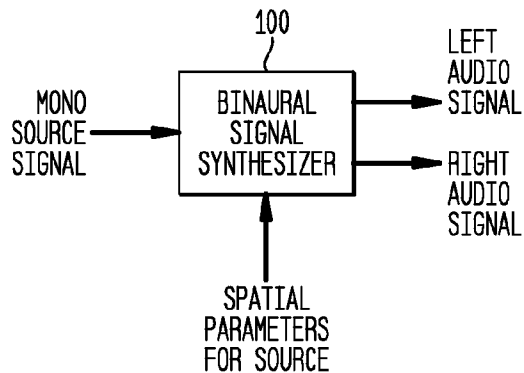 100
LEFT
AUDIO
SIGNAL
MONO
SOURCE
SIGNAL
BINAURAL
SIGNAL
SYNTHESIZER
RIGHT
AUDIO
SIGNAL
SPATIAL
PARAMETERS
FOR SOURCE